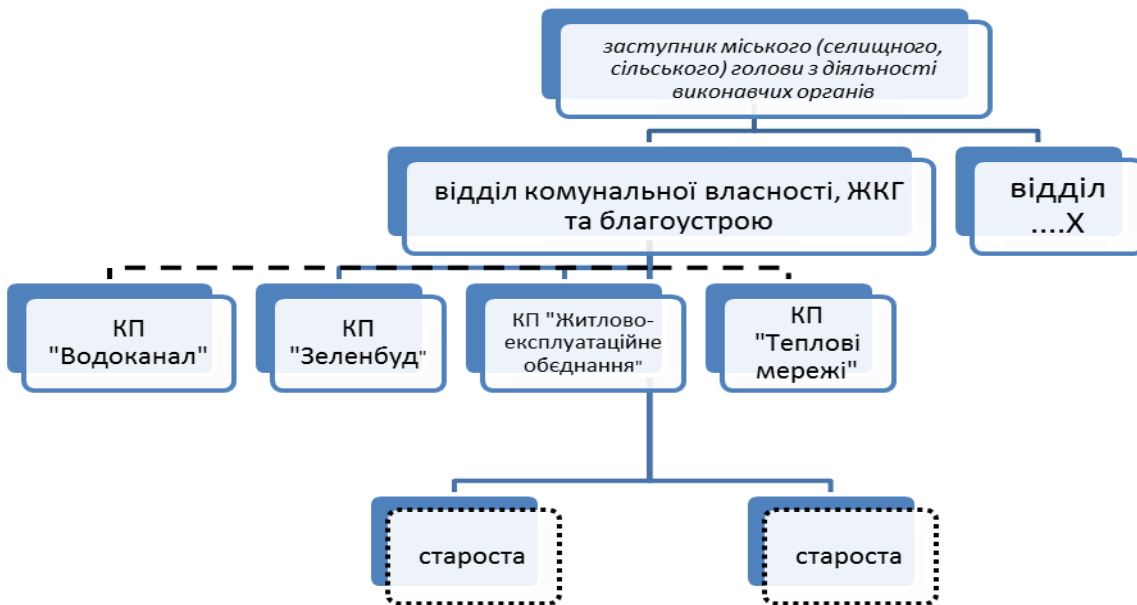 заступник міського (селищного,
сільського) голови з діяльності
виконавчих органів
відділ комунальної власності, ЖКГ
та благоустрою
відділ
....Х
КП
"Водоканал"
КП
"Зеленбуд"
КП "Житлово-
експлуатаційне
обєднання"
КП
"Теплові
мережі"
староста
староста